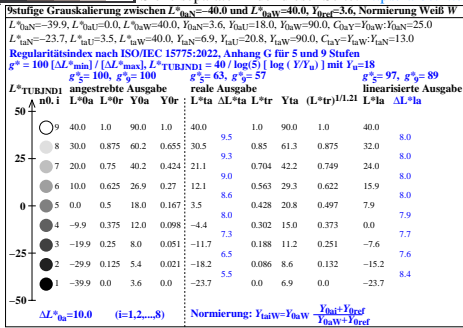 9stufige Graustufenskalierung zwischen L*0aN=−40.0 und L*0aW=40.0, Y0ref=3.6, Normierung Weiß W
L*0aN=−39.9, L*0aU=0.0, L*0aW=40.0, Y0aN=3.6, Y0aU=18.0, Y0aW=90.0, C0aY=Y0aW:Y0aN=25.0
L*taN=−23.7, L*taU=3.5, L*taW=40.0, YtaN=6.9, YtaU=20.8, YtaW=90.0, CtaY=YtaW:YtaN=13.0
Regularitätsindex nach ISO/IEC 15775:2022, Anhang G für 5 und 9 Stufen
g* = 100 [ΔL*min] / [ΔL*max], L*TUBJND1 = 40 / log(5) [ log ( Y/Yu) ] mit Yu=18
g*5= 100, g*9= 100 g*5= 63, g*9= 57 g*5= 97, g*9= 89
L*TUBJND1 angestrebte Ausgabe reale Ausgabe linearisierte Ausgabe
n0. i L*0a L*0r Y0a Y0r L*ta ΔL*ta L*tr Yta (L*tr)1/1.21 L*la ΔL*la
9 40.0 1.0 90.0 1.0 40.0 1.0 90.0 1.0 40.0
50
9.5 8.0
8 30.0 0.875 60.2 0.655 30.5 0.85 61.3 0.875 32.0
9.3 8.0
25
7 20.0 0.75 40.2 0.424 21.1 0.704 42.2 0.749 24.0
9.0 8.0
6 10.0 0.625 26.9 0.27 12.1 0.563 29.3 0.622 15.9
8.6 8.0
0 5 0.0 0.5 18.0 0.167 3.5 0.428 20.8 0.497 7.9
8.0 7.9
4 −9.9 0.375 12.0 0.098 −4.4 0.302 15.0 0.373 0.0
7.3 7.7
3 −19.9 0.25 8.0 0.051 −11.7 0.188 11.2 0.251 −7.6
−25
6.5 7.6
2 −29.9 0.125 5.4 0.021 −18.2 0.086 8.6 0.132 −15.2
5.5 8.4
1 −39.9 0.0 3.6 0.0 −23.7 0.0 6.9 0.0 −23.7
−50
ΔL*0a=10.0 (i=1,2,...,8) Normierung: YtaiW=Y0aW Y0ai+Y0ref
Y0aW+Y0ref